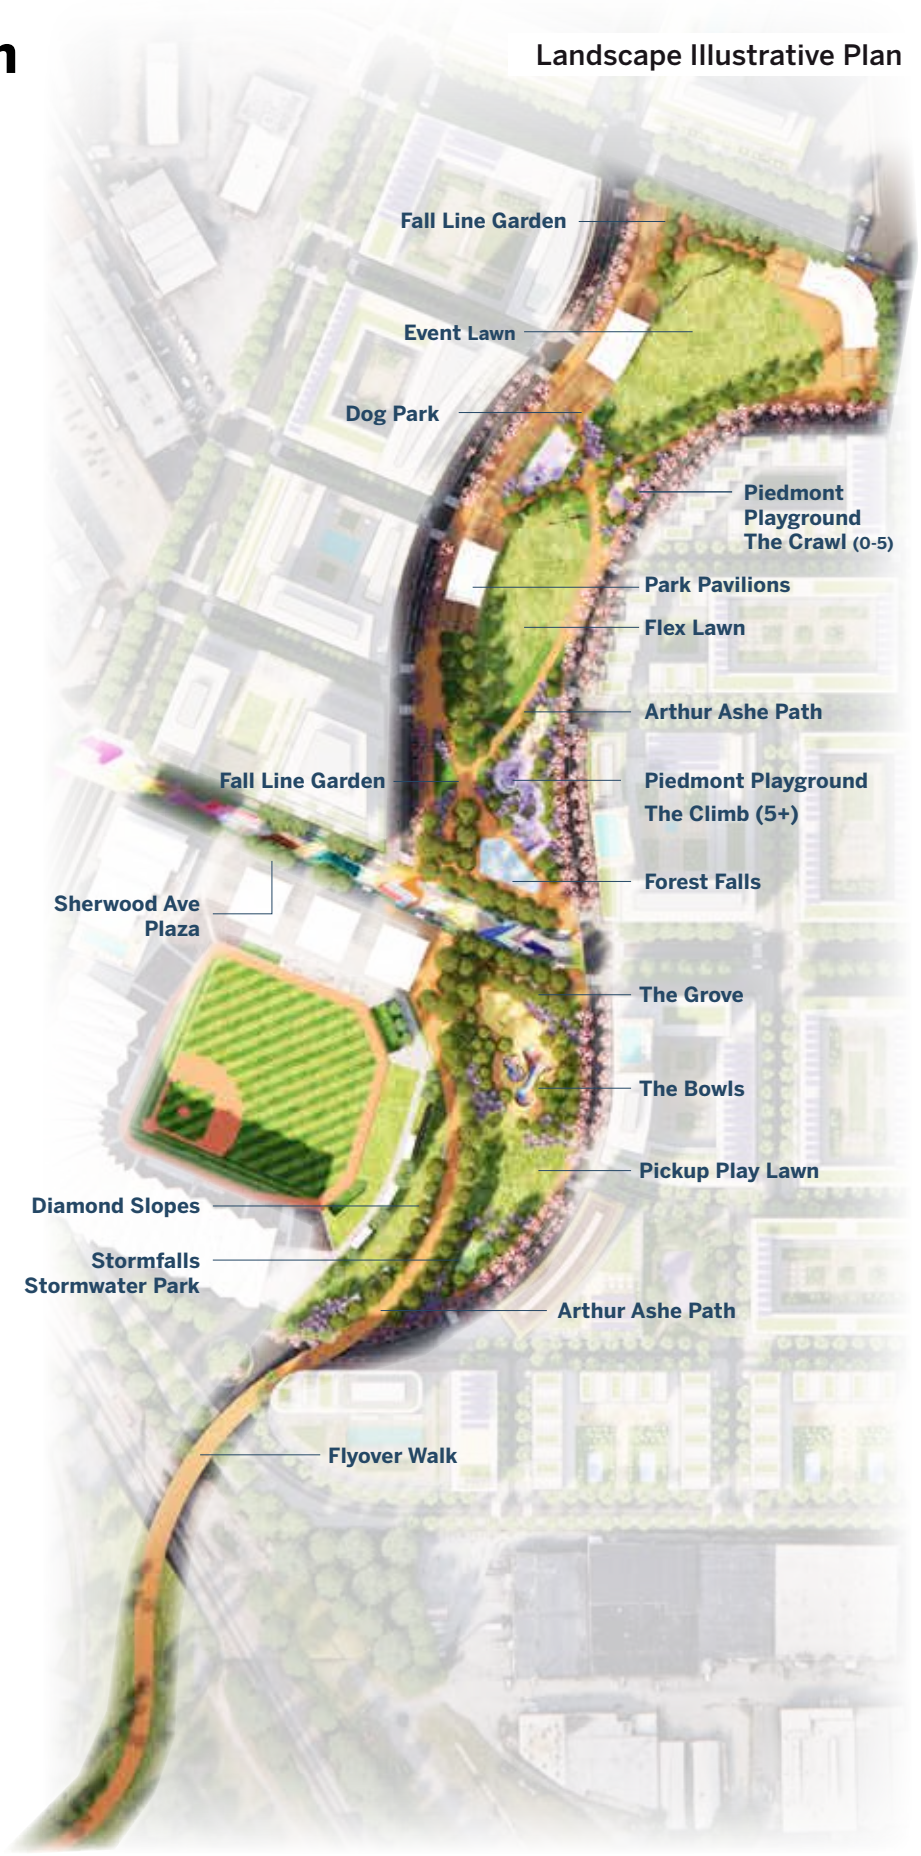 n
Landscape Illustrative Plan
Fall Line Garden
Event Lawn
Dog Park
Piedmont
Playground
The Crawl (0-5)
Park Pavilions
Flex Lawn
Arthur Ashe Path
Fall Line Garden
Piedmont Playground
The Climb (5+)
Forest Falls
Sherwood Ave
Plaza
The Grove
The Bowls
Pickup Play Lawn
Diamond Slopes
Stormfalls
Stormwater Park
Arthur Ashe Path
Flyover Walk